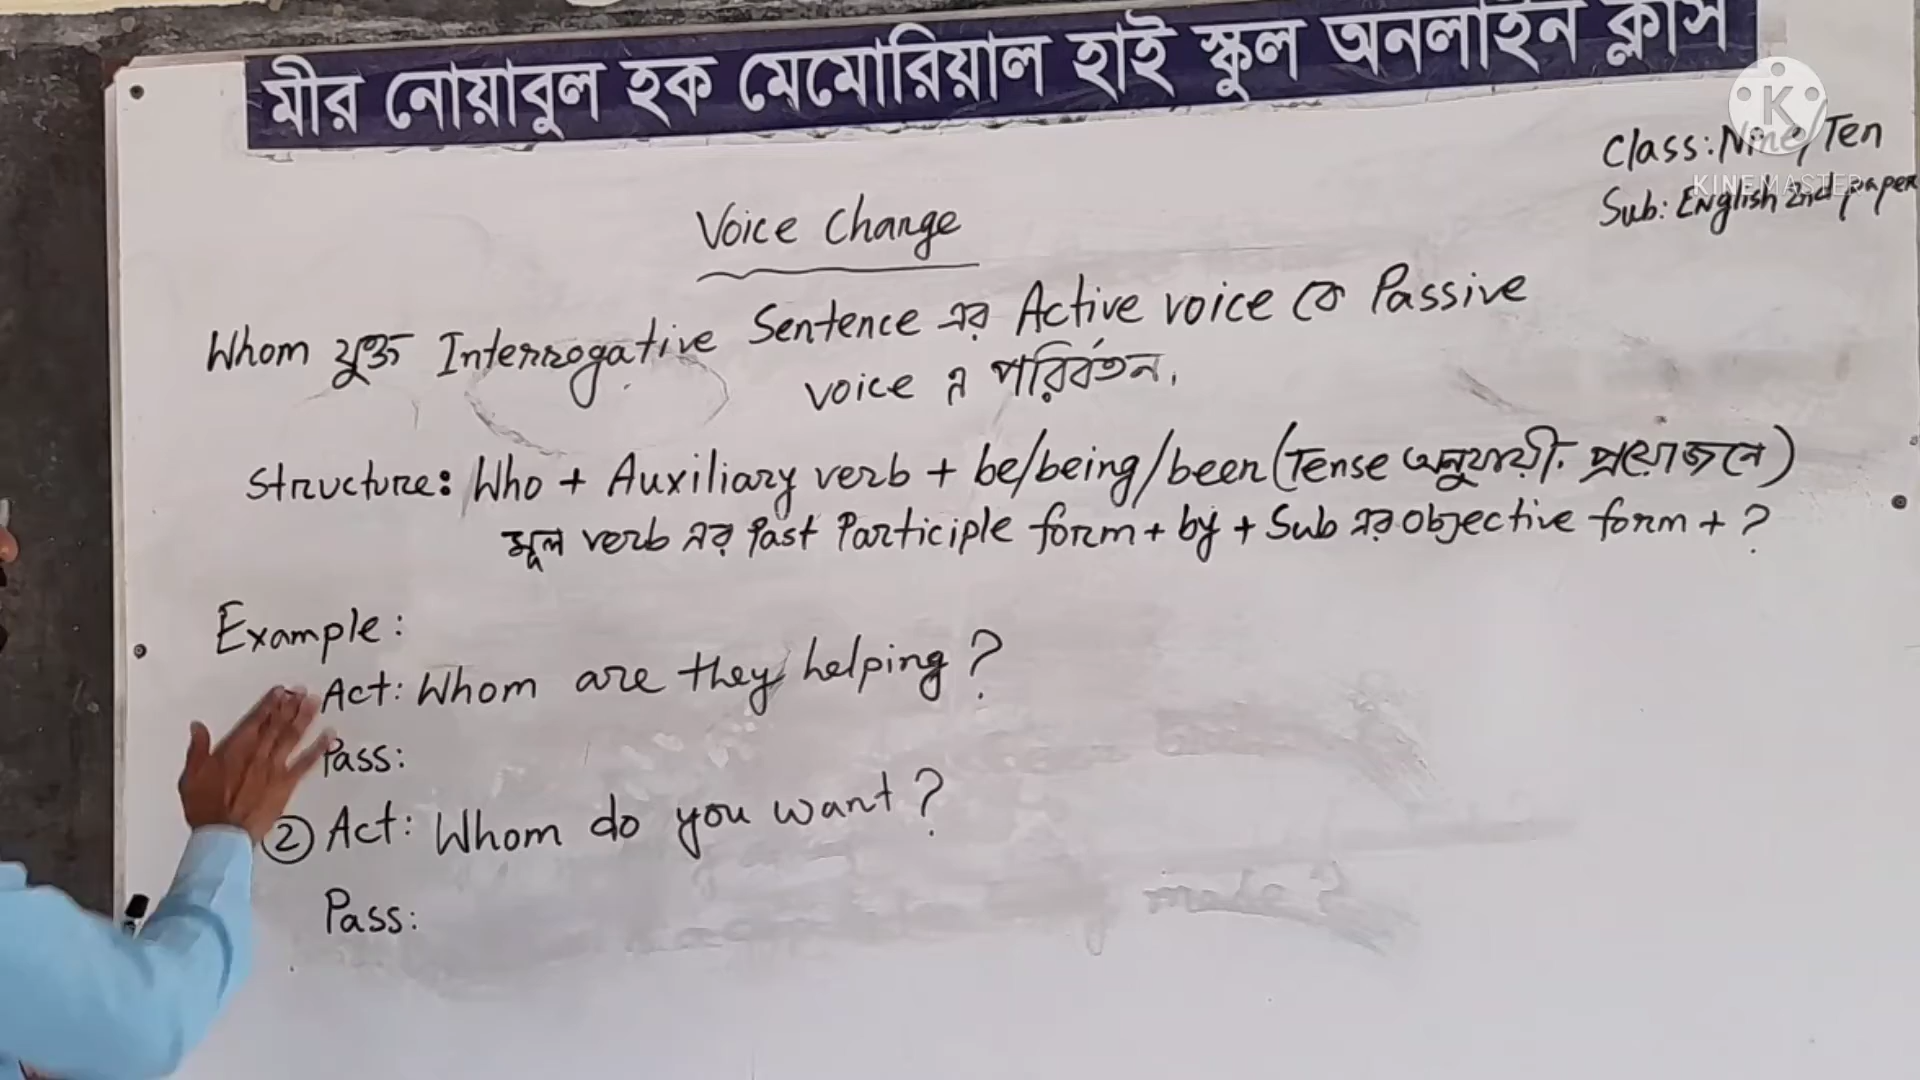 মীর নোয়াবুল হক মেমোরিয়াল হাই স্কুল অনলাইন ক্লাস
Class: Nine/Ten
KINEMASTER
Sub: English 2nd paper
Voice Change
Whom যুক্ত Interrogative Sentence এর Active voice কে Passive
voice এ পরিবর্তন।
Structure: Who + Auxiliary verb + be/being/been (Tense অনুযায়ী প্রয়োজনে)
মূল verb এর Past Participle form + by + Sub এর objective form + ?
Example:
Act: Whom are they helping?
Pass:
② Act: Whom do you want?
Pass:
made ?